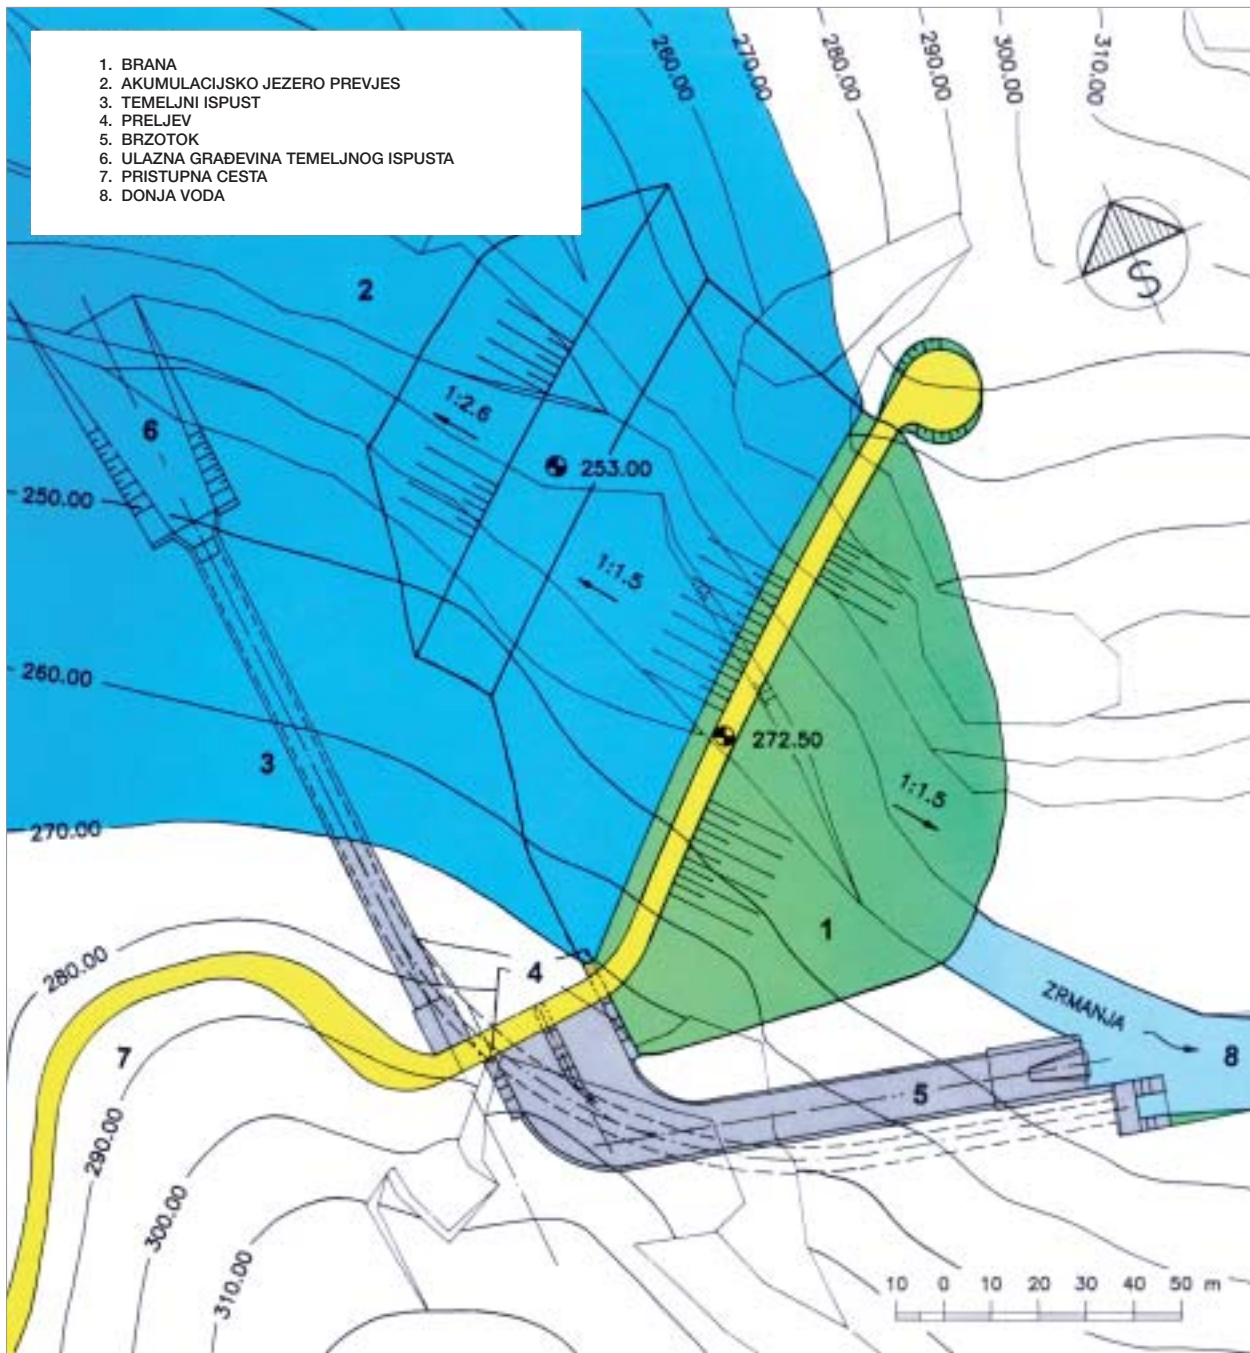 1. BRANA
2. AKUMULACIJSKO JEZERO PREVJES
3. TEMELJNI ISPUST
4. PRELJEV
5. BRZOTOK
6. ULAZNA GRAĐEVINA TEMELJNOG ISPUSTA
7. PRISTUPNA CESTA
8. DONJA VODA
260.00
270.00
280.00
290.00
300.00
310.00
S
2
1:2.6
6
253.00
250.00
1:1.5
260.00
3
272.50
1:1.5
270.00
1
280.00
4
ZRMANJA
7
8
5
290.00
300.00
310.00
10 0 10 20 30 40 50 m